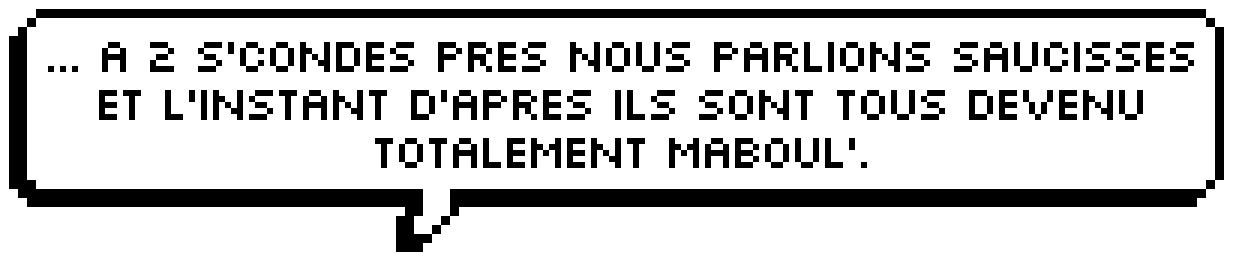 ... A 2 S'CONDES PRES NOUS PARLIONS SAUCISSES
ET L'INSTANT D'APRES ILS SONT TOUS DEVENU
TOTALEMENT MABOUL'.